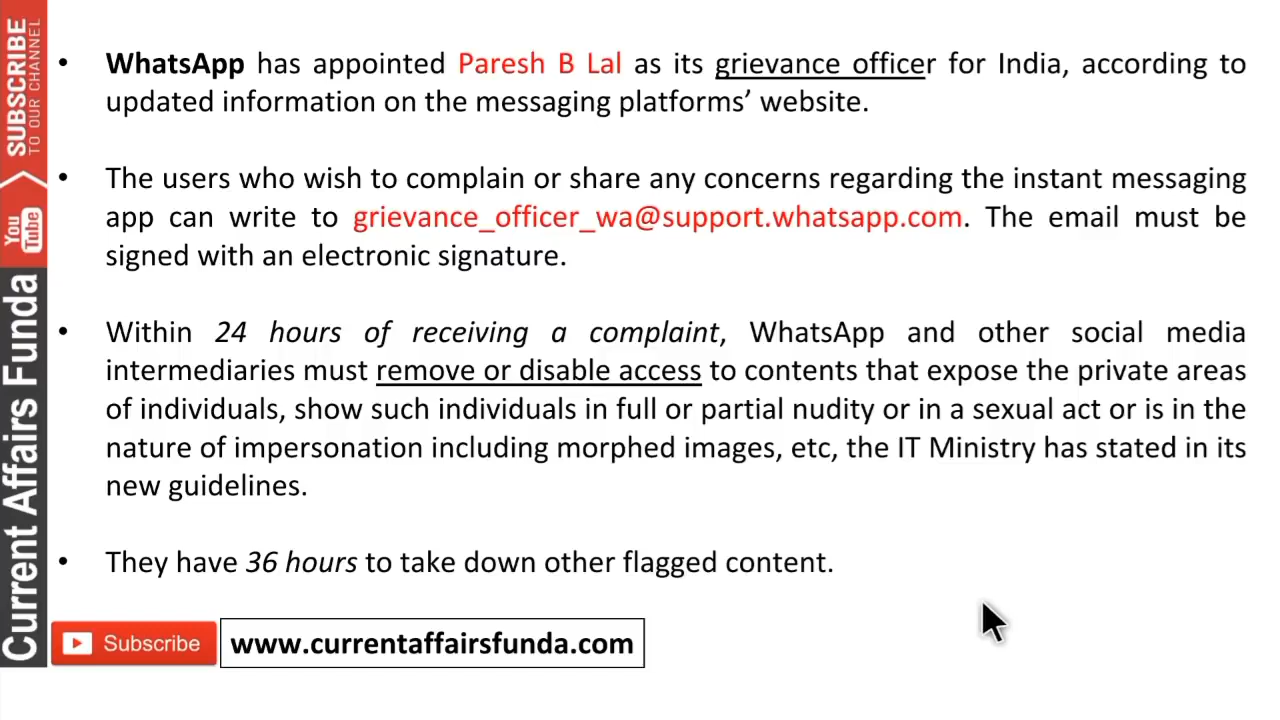 SUBSCRIBE
TO OUR CHANNEL
You
Tube
Current Affairs Funda
• WhatsApp has appointed Paresh B Lal as its grievance officer for India, according to
updated information on the messaging platforms’ website.
• The users who wish to complain or share any concerns regarding the instant messaging
app can write to grievance_officer_wa@support.whatsapp.com. The email must be
signed with an electronic signature.
• Within 24 hours of receiving a complaint, WhatsApp and other social media
intermediaries must remove or disable access to contents that expose the private areas
of individuals, show such individuals in full or partial nudity or in a sexual act or is in the
nature of impersonation including morphed images, etc, the IT Ministry has stated in its
new guidelines.
• They have 36 hours to take down other flagged content.
Subscribe
www.currentaffairsfunda.com